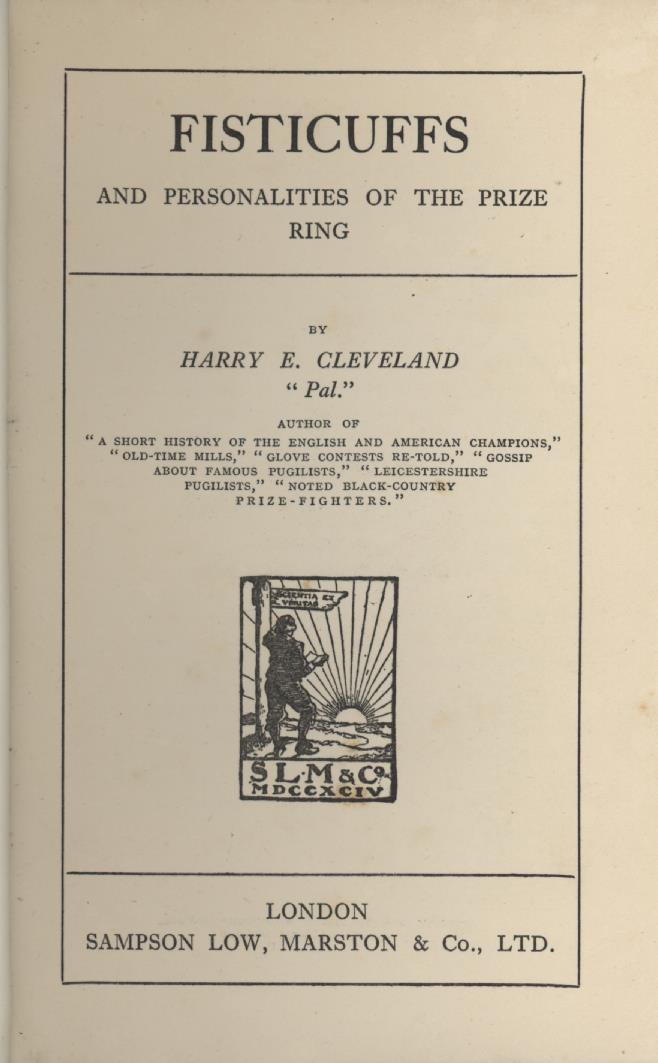 FISTICUFFS
AND PERSONALITIES OF THE PRIZE
RING
BY
HARRY E. CLEVELAND
“ Pal.”
AUTHOR OF
“ A SHORT HISTORY OF THE ENGLISH AND AMERICAN CHAMPIONS,”
“ OLD-TIME MILLS,” “ GLOVE CONTESTS RE-TOLD,” “ GOSSIP
ABOUT FAMOUS PUGILISTS,” “ LEICESTERSHIRE
PUGILISTS,” “ NOTED BLACK-COUNTRY
PRIZE-FIGHTERS.”
SCIENTIA EX
VERITAS
S L·M & Co.
MDCCXCIV
LONDON
SAMPSON LOW, MARSTON & Co., LTD.